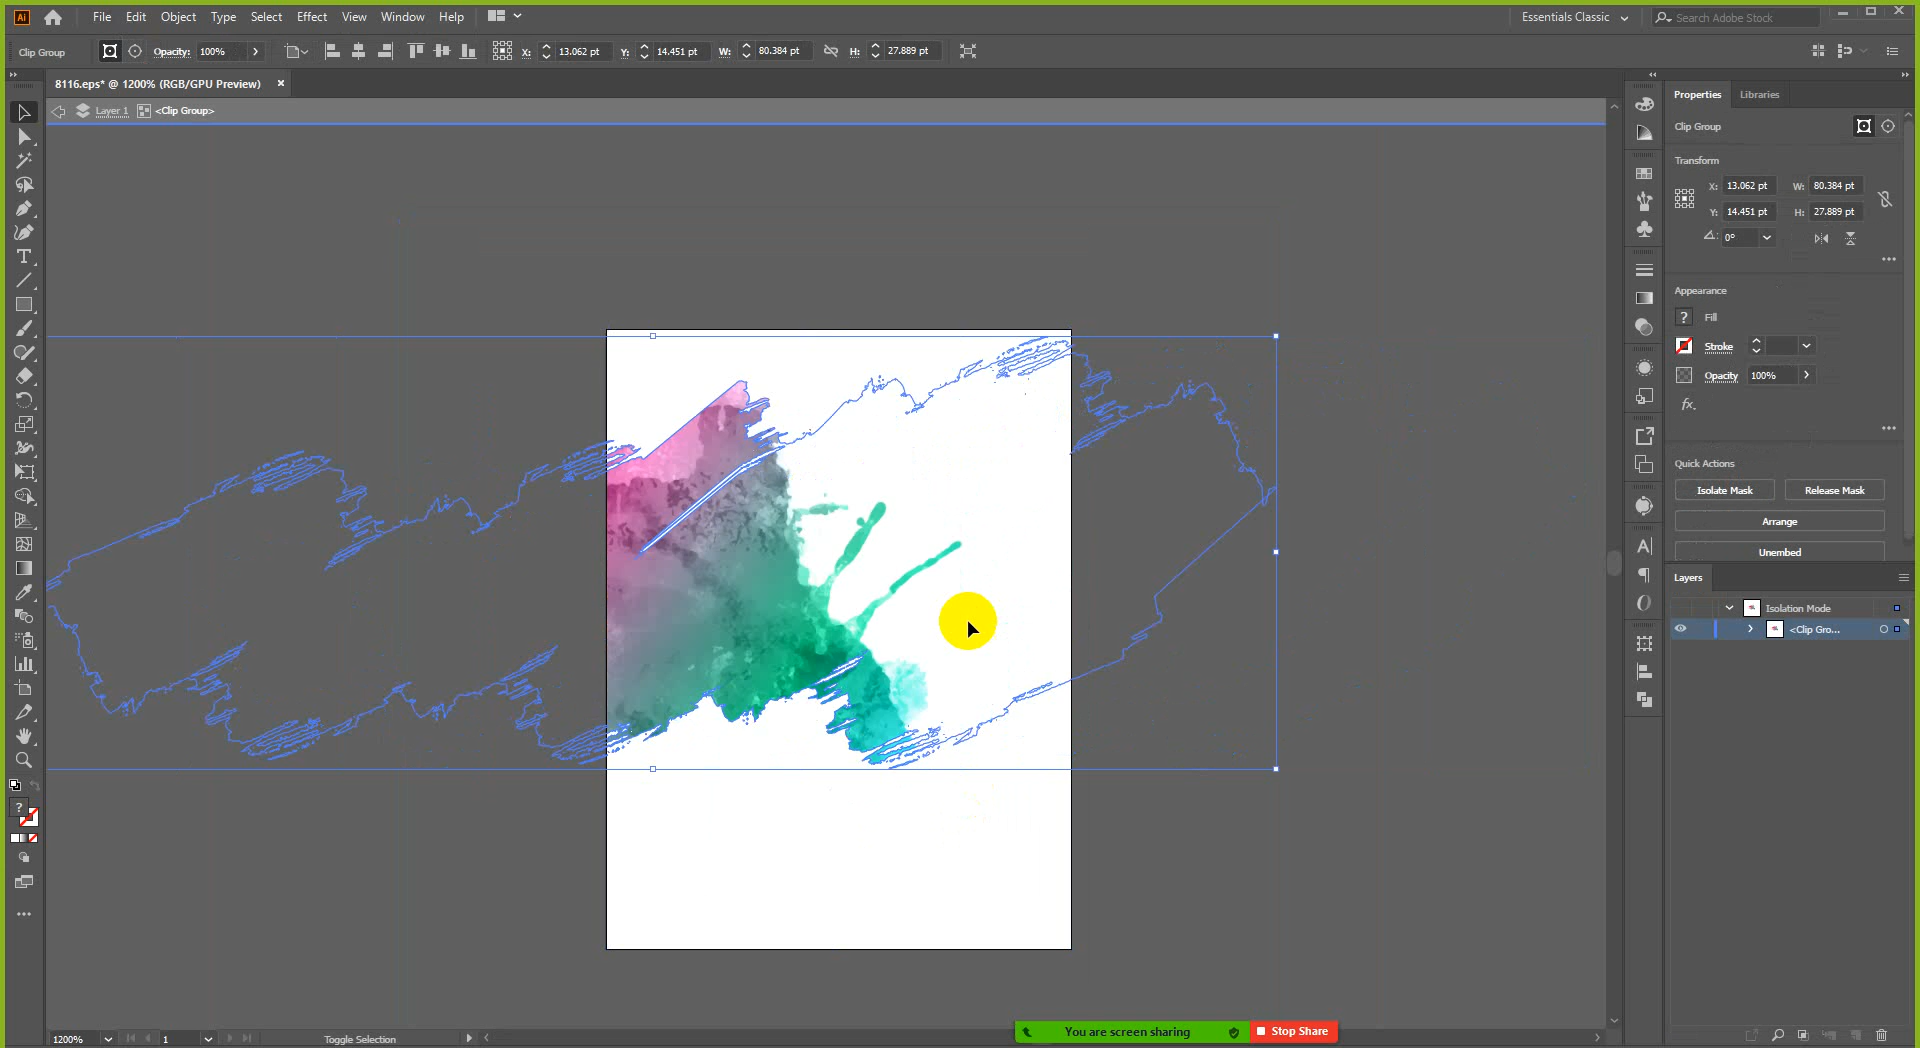 Ai File Edit Object Type Select Effect View Window Help Essentials Classic Search Adobe Stock
Clip Group Opacity: 100% X: 13.062 pt Y: 14.451 pt W: 80.384 pt H: 27.889 pt
8116.eps* @ 1200% (RGB/GPU Preview)
Layer 1 <Clip Group>
Properties Libraries
Clip Group
Transform
X: 13.062 pt W: 80.384 pt
Y: 14.451 pt H: 27.889 pt
0°
Appearance
? Fill
Stroke
Opacity 100%
fx.
Quick Actions
Isolate Mask Release Mask
Arrange
Unembed
Layers
Isolation Mode
<Clip Gro...
?
1200% 1 Toggle Selection
You are screen sharing Stop Share